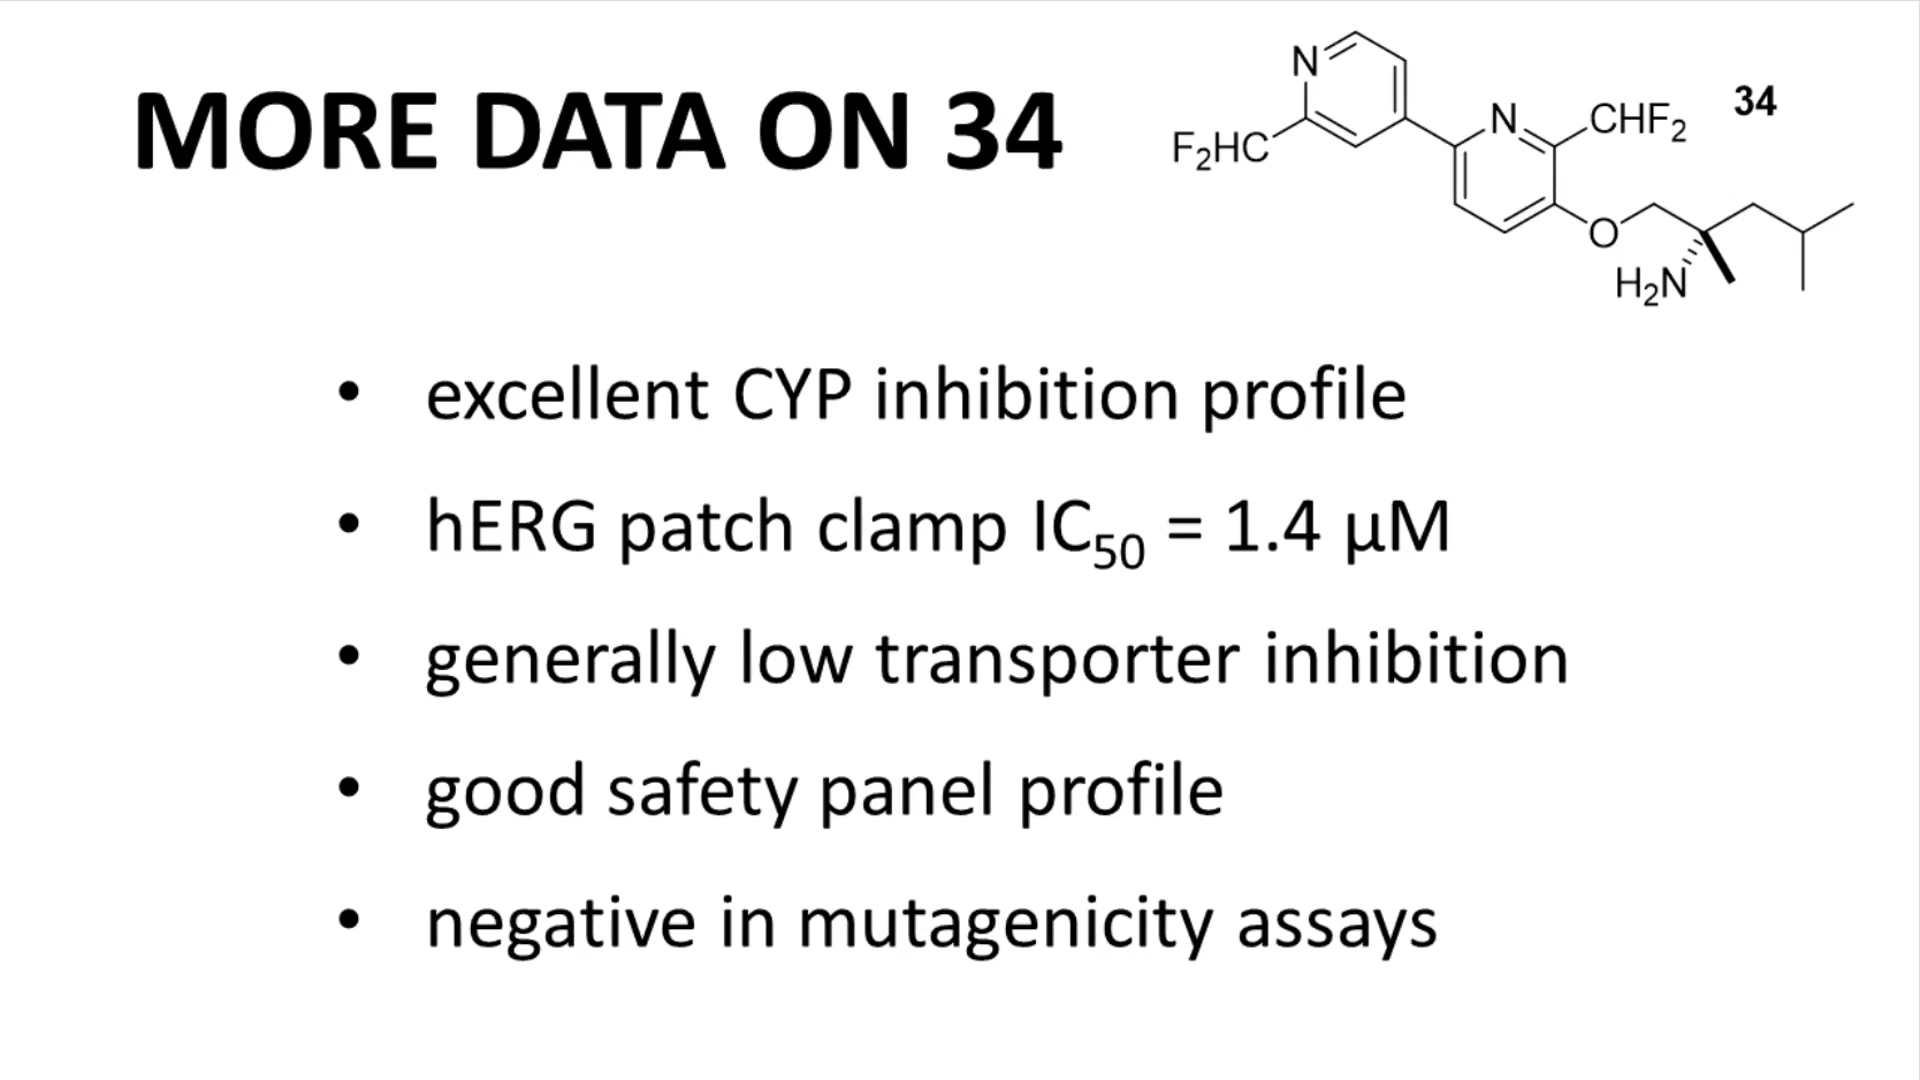 MORE DATA ON 34
N
F₂HC
N
CHF₂
34
O
H₂N
• excellent CYP inhibition profile
• hERG patch clamp IC₅₀ = 1.4 μM
• generally low transporter inhibition
• good safety panel profile
• negative in mutagenicity assays